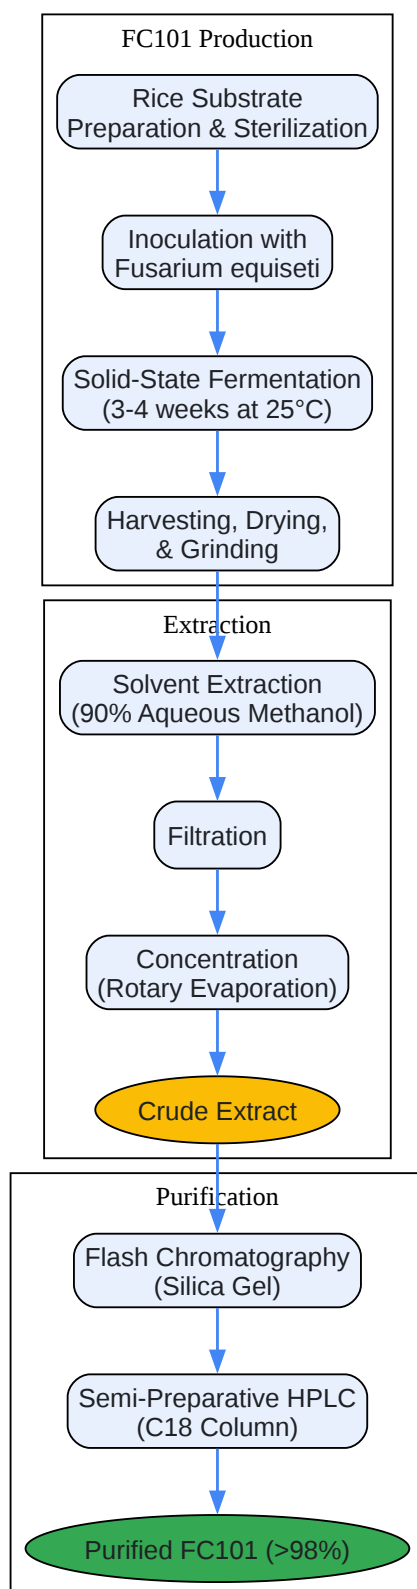 FC101 Production
Rice Substrate
Preparation & Sterilization
Inoculation with
Fusarium equiseti
Solid-State Fermentation
(3-4 weeks at 25°C)
Harvesting, Drying,
& Grinding
Extraction
Solvent Extraction
(90% Aqueous Methanol)
Filtration
Concentration
(Rotary Evaporation)
Crude Extract
Purification
Flash Chromatography
(Silica Gel)
Semi-Preparative HPLC
(C18 Column)
Purified FC101 (>98%)